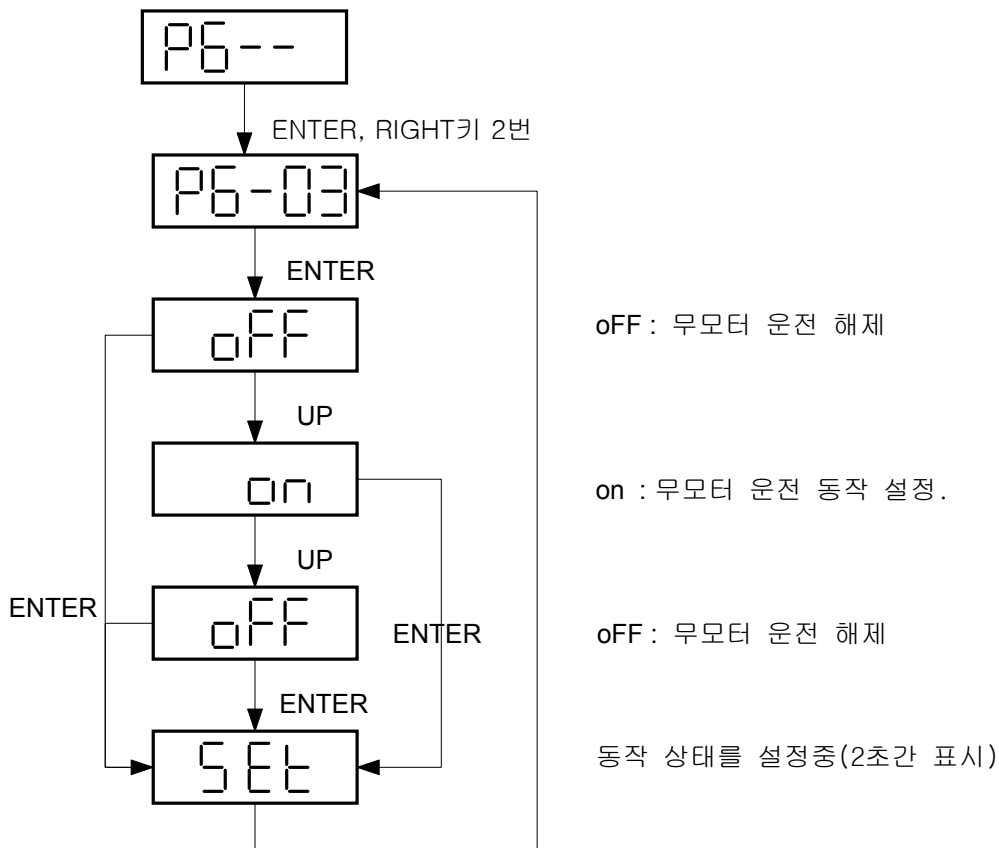 P6--
ENTER, RIGHT키 2번
P6-03
ENTER
oFF
oFF : 무모터 운전 해제
UP
on
on : 무모터 운전 동작 설정.
UP
ENTER
oFF
ENTER
oFF : 무모터 운전 해제
ENTER
SEt
동작 상태를 설정중(2초간 표시)